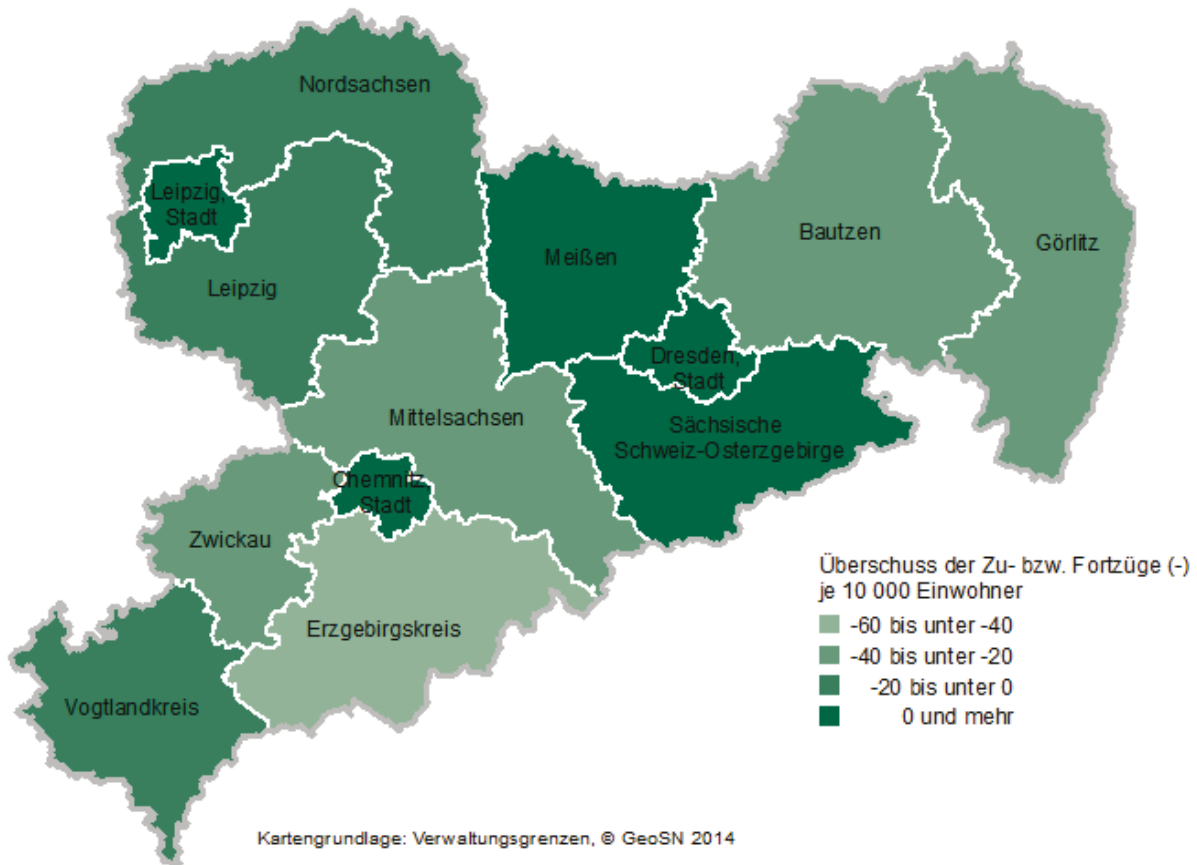 Nordsachsen
Leipzig,
Stadt
Leipzig
Meißen
Bautzen
Görlitz
Dresden,
Stadt
Mittelsachsen
Sächsische
Schweiz-Osterzgebirge
Chemnitz,
Stadt
Zwickau
Erzgebirgskreis
Vogtlandkreis
Überschuss der Zu- bzw. Fortzüge (-)
je 10 000 Einwohner
-60 bis unter -40
-40 bis unter -20
-20 bis unter 0
0 und mehr
Kartengrundlage: Verwaltungsgrenzen, © GeoSN 2014